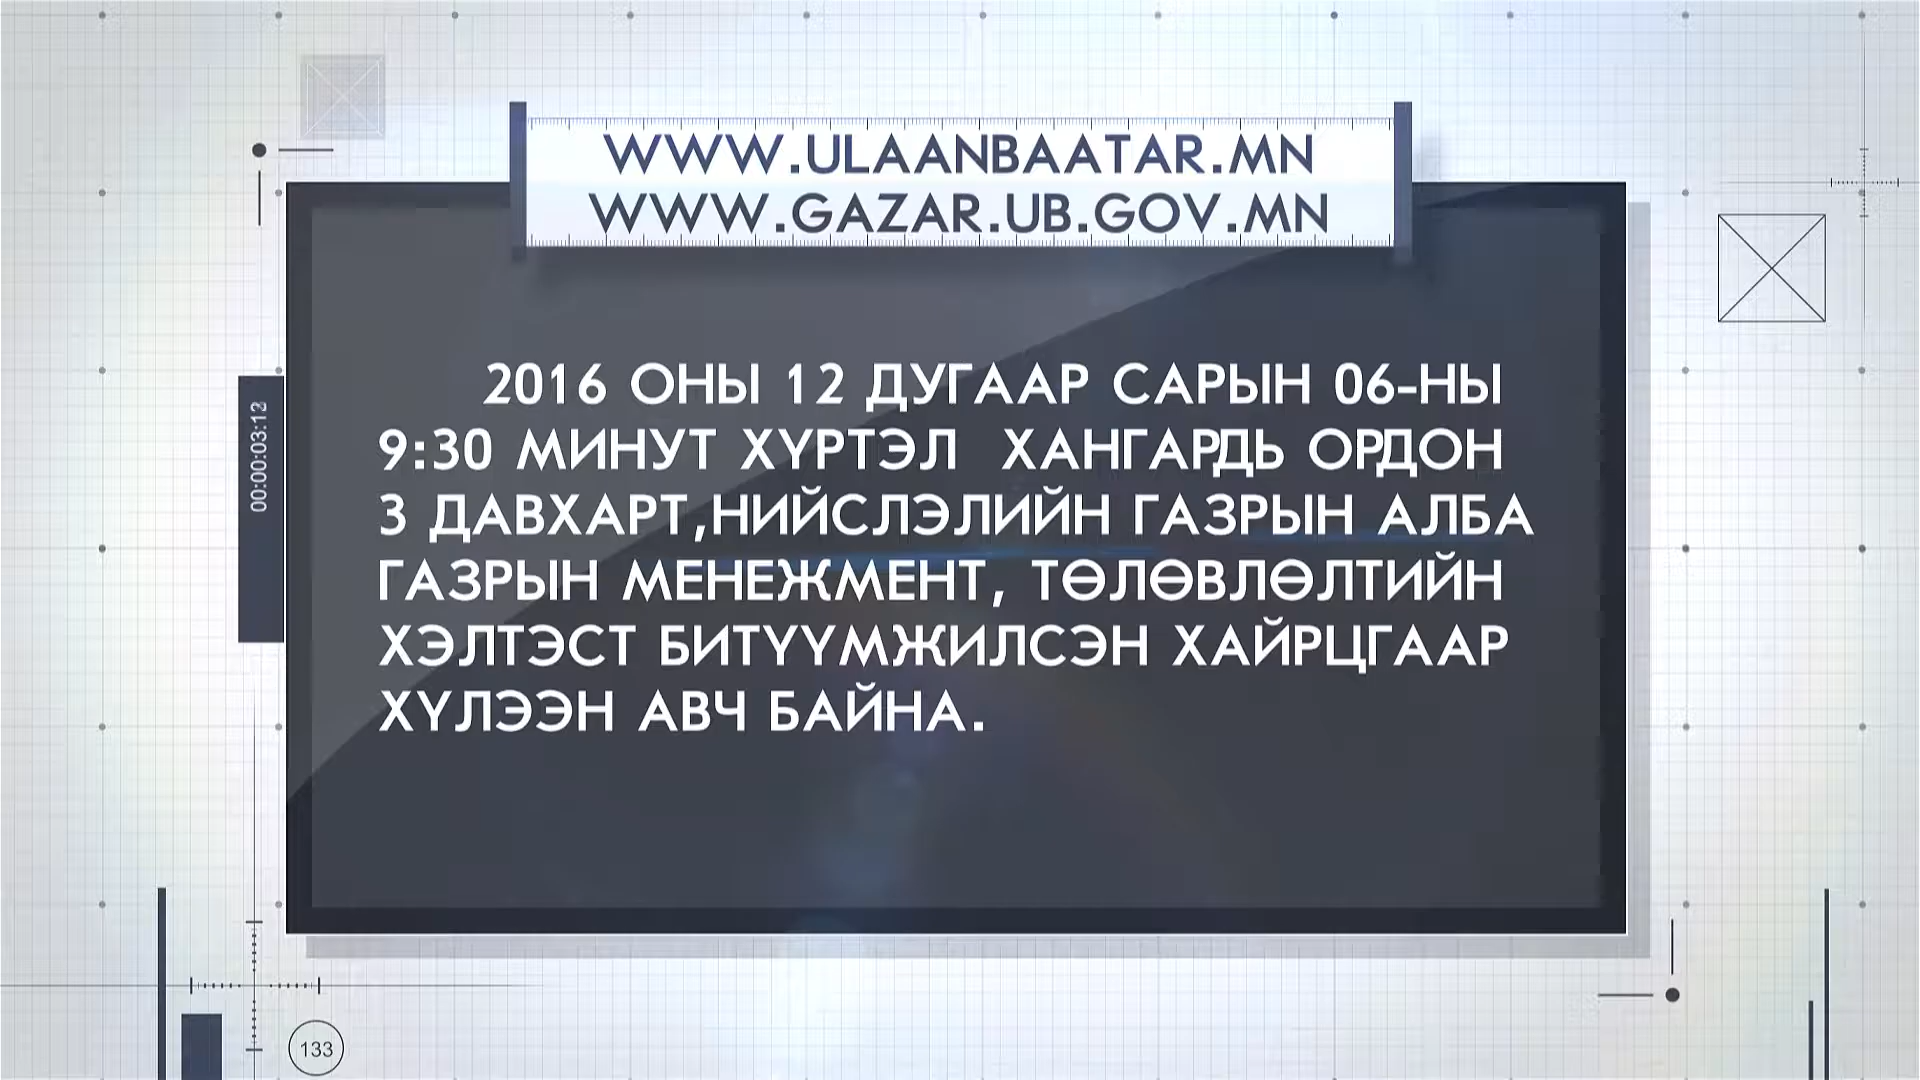 WWW.ULAANBAATAR.MN
WWW.GAZAR.UB.GOV.MN
2016 ОНЫ 12 ДУГААР САРЫН 06-НЫ
9:30 МИНУТ ХҮРТЭЛ ХАНГАРДЬ ОРДОН
3 ДАВХАРТ,НИЙСЛЭЛИЙН ГАЗРЫН АЛБА
ГАЗРЫН МЕНЕЖМЕНТ, ТӨЛӨВЛӨЛТИЙН
ХЭЛТЭСТ БИТҮҮМЖИЛСЭН ХАЙРЦГААР
ХҮЛЭЭН АВЧ БАЙНА.
00:00:03:12
133